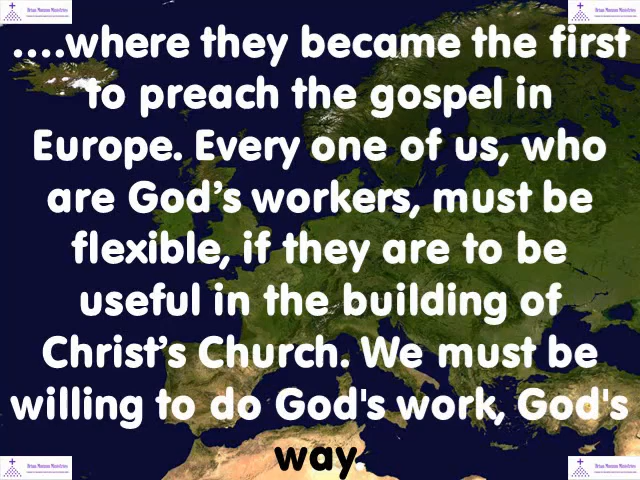 ....where they became the first
to preach the gospel in
Europe. Every one of us, who
are God’s workers, must be
flexible, if they are to be
useful in the building of
Christ’s Church. We must be
willing to do God's work, God's
way.